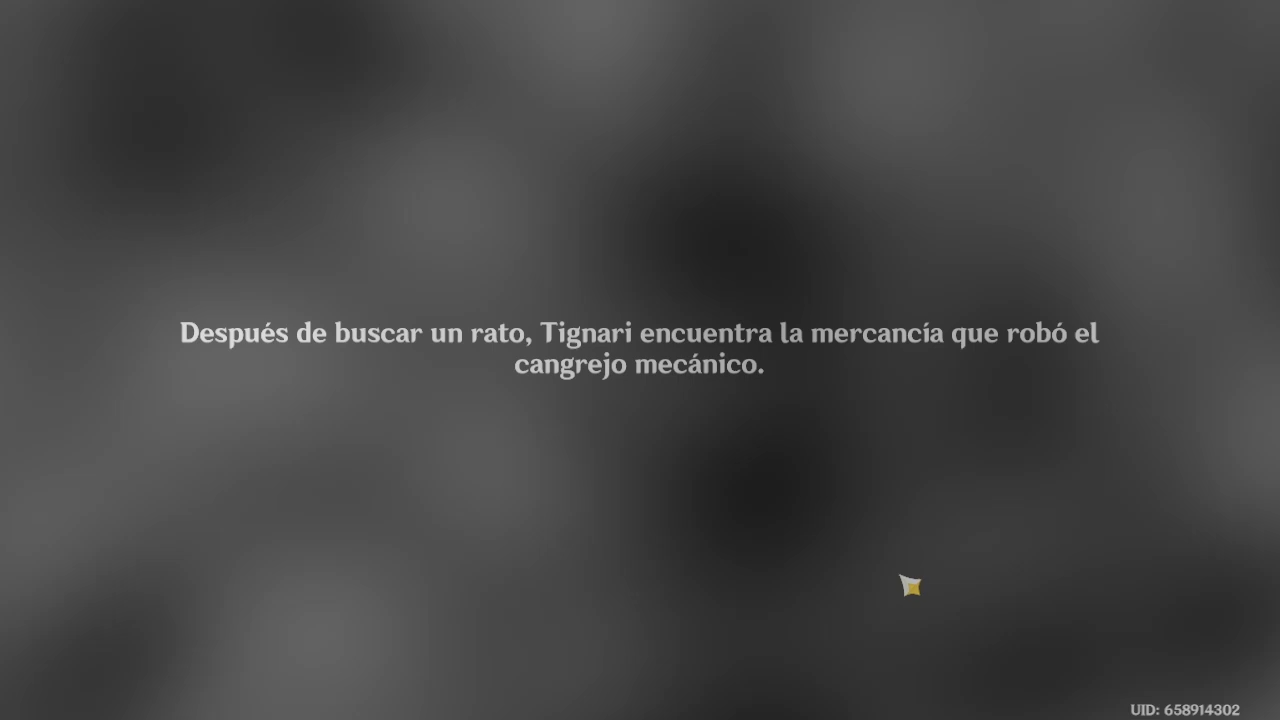 Después de buscar un rato, Tignari encuentra la mercancía que robó el
cangrejo mecánico.
UID: 658914302